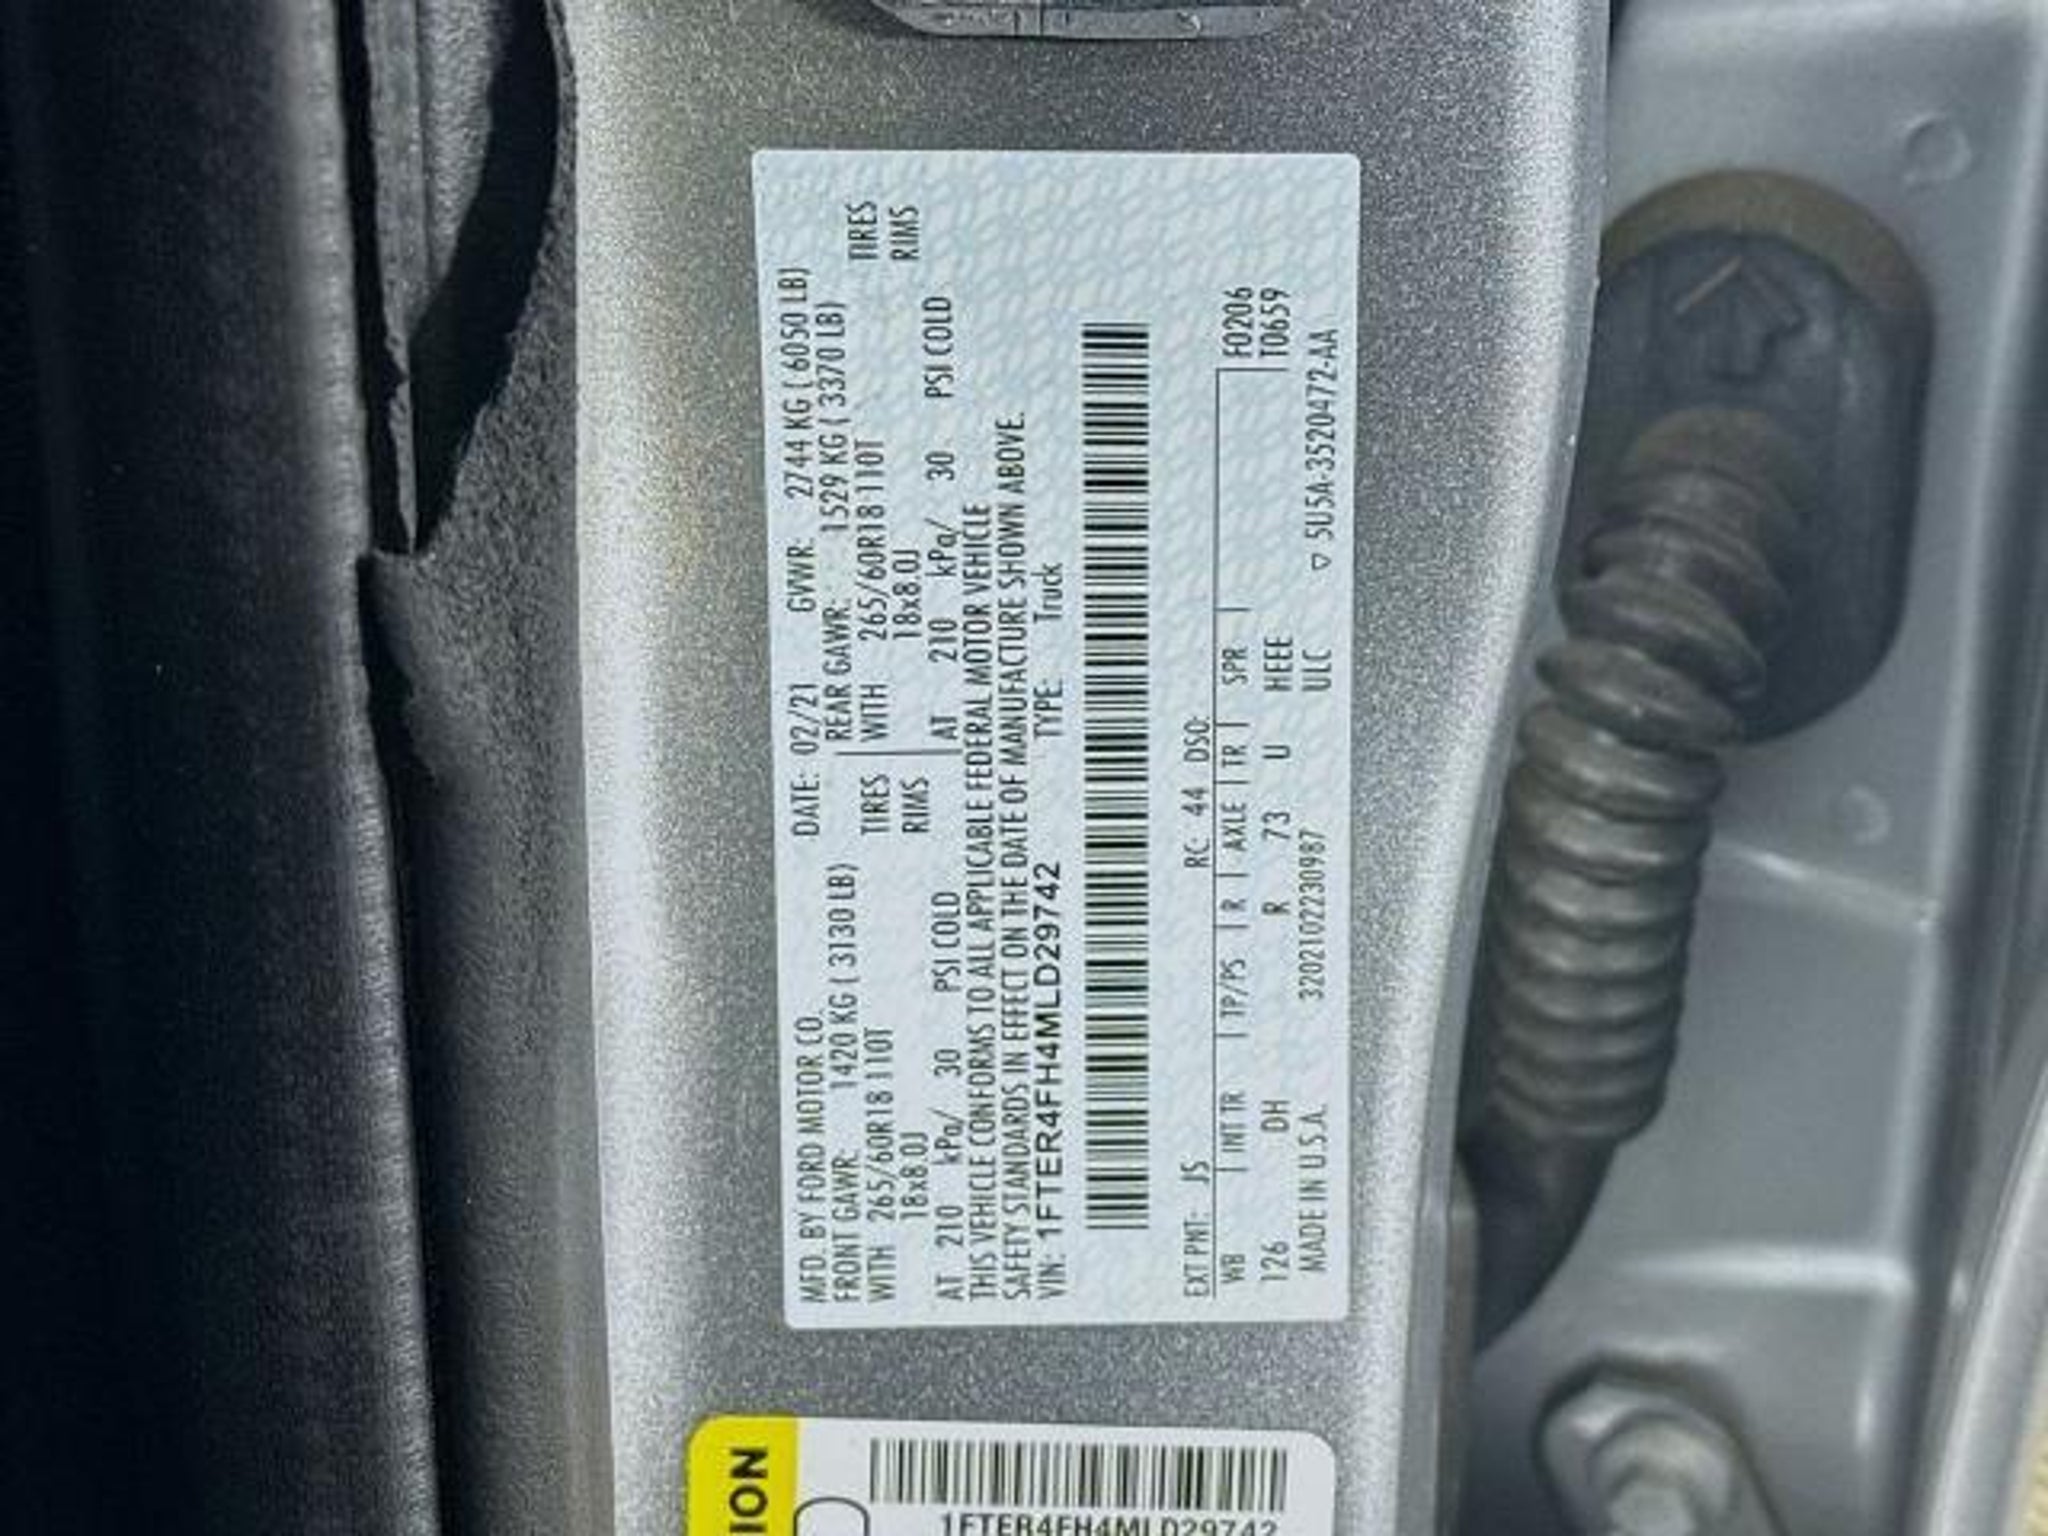 MFD. BY FORD MOTOR CO. DATE: 02/21 GVWR: 2744 KG ( 6050 LB)
FRONT GAWR: 1420 KG ( 3130 LB) REAR GAWR: 1529 KG ( 3370 LB)
WITH 265/60R18 110T TIRES WITH 265/60R18 110T TIRES
18x8.0J RIMS 18x8.0J RIMS
AT 210 kPa/ 30 PSI COLD AT 210 kPa/ 30 PSI COLD
THIS VEHICLE CONFORMS TO ALL APPLICABLE FEDERAL MOTOR VEHICLE
SAFETY STANDARDS IN EFFECT ON THE DATE OF MANUFACTURE SHOWN ABOVE.
VIN: 1FTER4FH4MLD29742 TYPE: Truck
EXT PNT: JS RC: 44 DSO:
WB INT TR TP/PS R AXLE TR SPR F0206
126 DH R 73 U HEEE T0659
MADE IN U.S.A. 3202102230987 ULC ▽ 5U5A-3520472-AA
ION
1FTER4FH4MLD29742